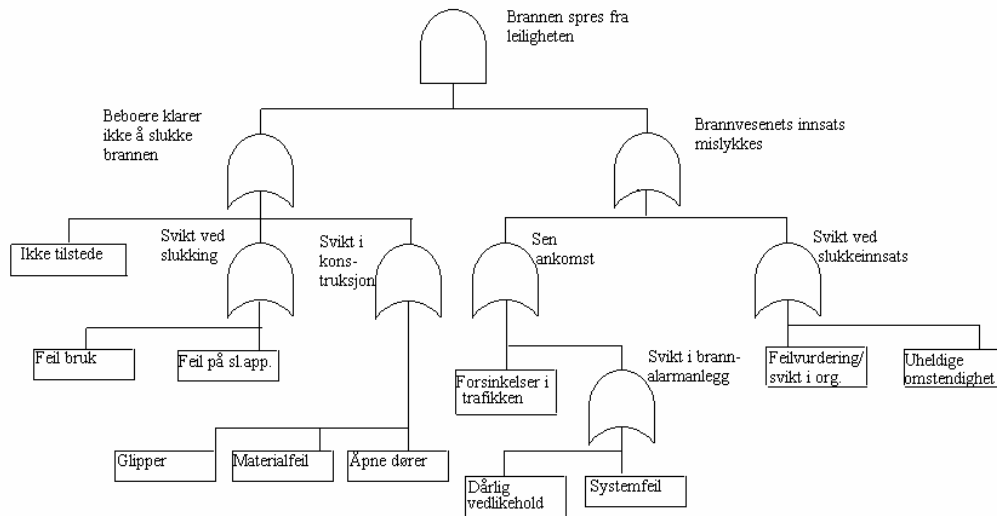 Brannen spres fra
leiligheten
Beboere klarer
ikke å slukke
brannen
Brannvesenets innsats
mislykkes
Ikke tilstede
Svikt ved
slukking
Svikt i
kons-
truksjon
Sen
ankomst
Svikt ved
slukkeinnsats
Feil bruk
Feil på sl.app.
Forsinkelser i
trafikken
Svikt i brann-
alarmanlegg
Feilvurdering/
svikt i org.
Uheldige
omstendighet
Glipper
Materialfeil
Åpne dører
Dårlig
vedlikehold
Systemfeil